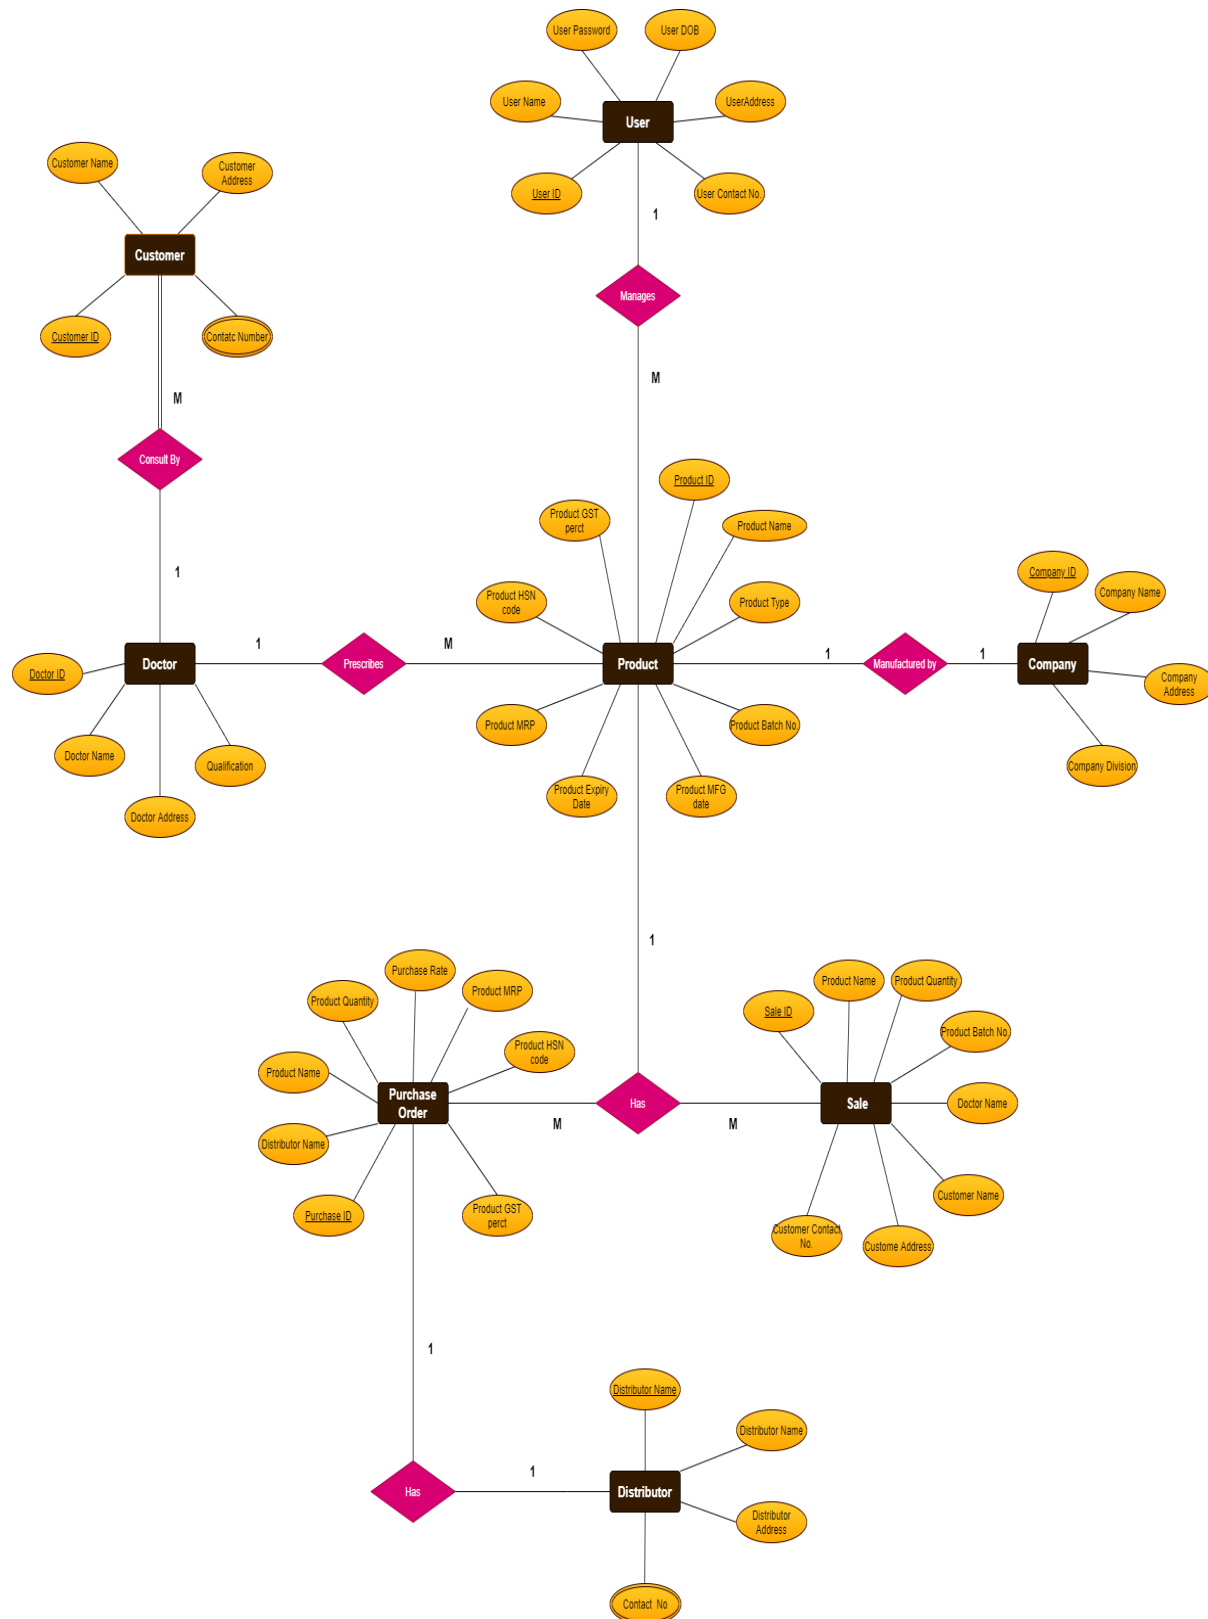 User Password
User DOB
User Name
UserAddress
User
User ID
User Contact No.
Customer Name
Customer
Address
Customer
Customer ID
Contatc Number
1
Manages
M
M
Consult By
1
Product ID
Product GST
perct
Product Name
Product HSN
code
Product Type
Company ID
Company Name
Doctor
1
Prescribes
M
Product
1
Manufactured by
1
Company
Doctor ID
Company
Address
Doctor Name
Qualification
Doctor Address
Product MRP
Product Batch No.
Product Expiry
Date
Product MFG
date
Company Division
1
Purchase Rate
Product MRP
Product Quantity
Product HSN
code
Product Name
Purchase
Order
Distributor Name
Purchase ID
Product GST
perct
M
Has
M
Product Name
Product Quantity
Sale ID
Product Batch No.
Sale
Doctor Name
Customer Name
Customer Contact
No.
Custome Address
1
Has
1
Distributor Name
Distributor Name
Distributor
Distributor
Address
Contact  No